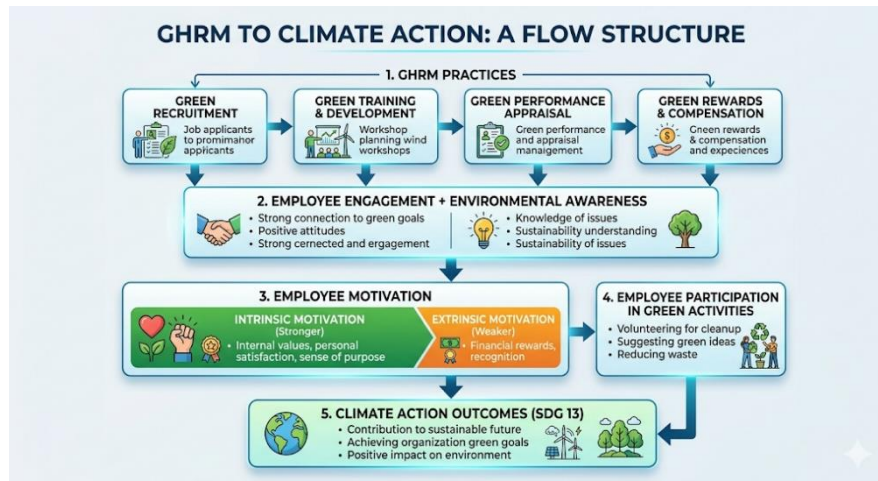 GHRM TO CLIMATE ACTION: A FLOW STRUCTURE
1. GHRM PRACTICES
GREEN
RECRUITMENT
Job applicants
to promimahor
applicants
GREEN TRAINING
& DEVELOPMENT
Workshop
planning wind
workshops
GREEN PERFORMANCE
APPRAISAL
Green performance
and appraisal
management
GREEN REWARDS
& COMPENSATION
Gneen rewards
& compensation
and expeciences
2. EMPLOYEE ENGAGEMENT + ENVIRONMENTAL AWARENESS
• Strong connection to green goals
• Positive attitudes
• Strong cernected and engagement
• Knowledge of issues
• Sustainability understanding
• Sustainability of issues
3. EMPLOYEE MOTIVATION
INTRINSIC MOTIVATION
(Stronger)
• Internal values, personal
satisfaction, sense of purpose
EXTRINSIC MOTIVATION
(Weaker)
• Financial rewards,
recognition
4. EMPLOYEE PARTICIPATION
IN GREEN ACTIVITIES
• Volunteering for cleanup
• Suggesting green ideas
• Reducing waste
5. CLIMATE ACTION OUTCOMES (SDG 13)
• Contribution to sustainable future
• Achieving organization green goals
• Positive impact on environment